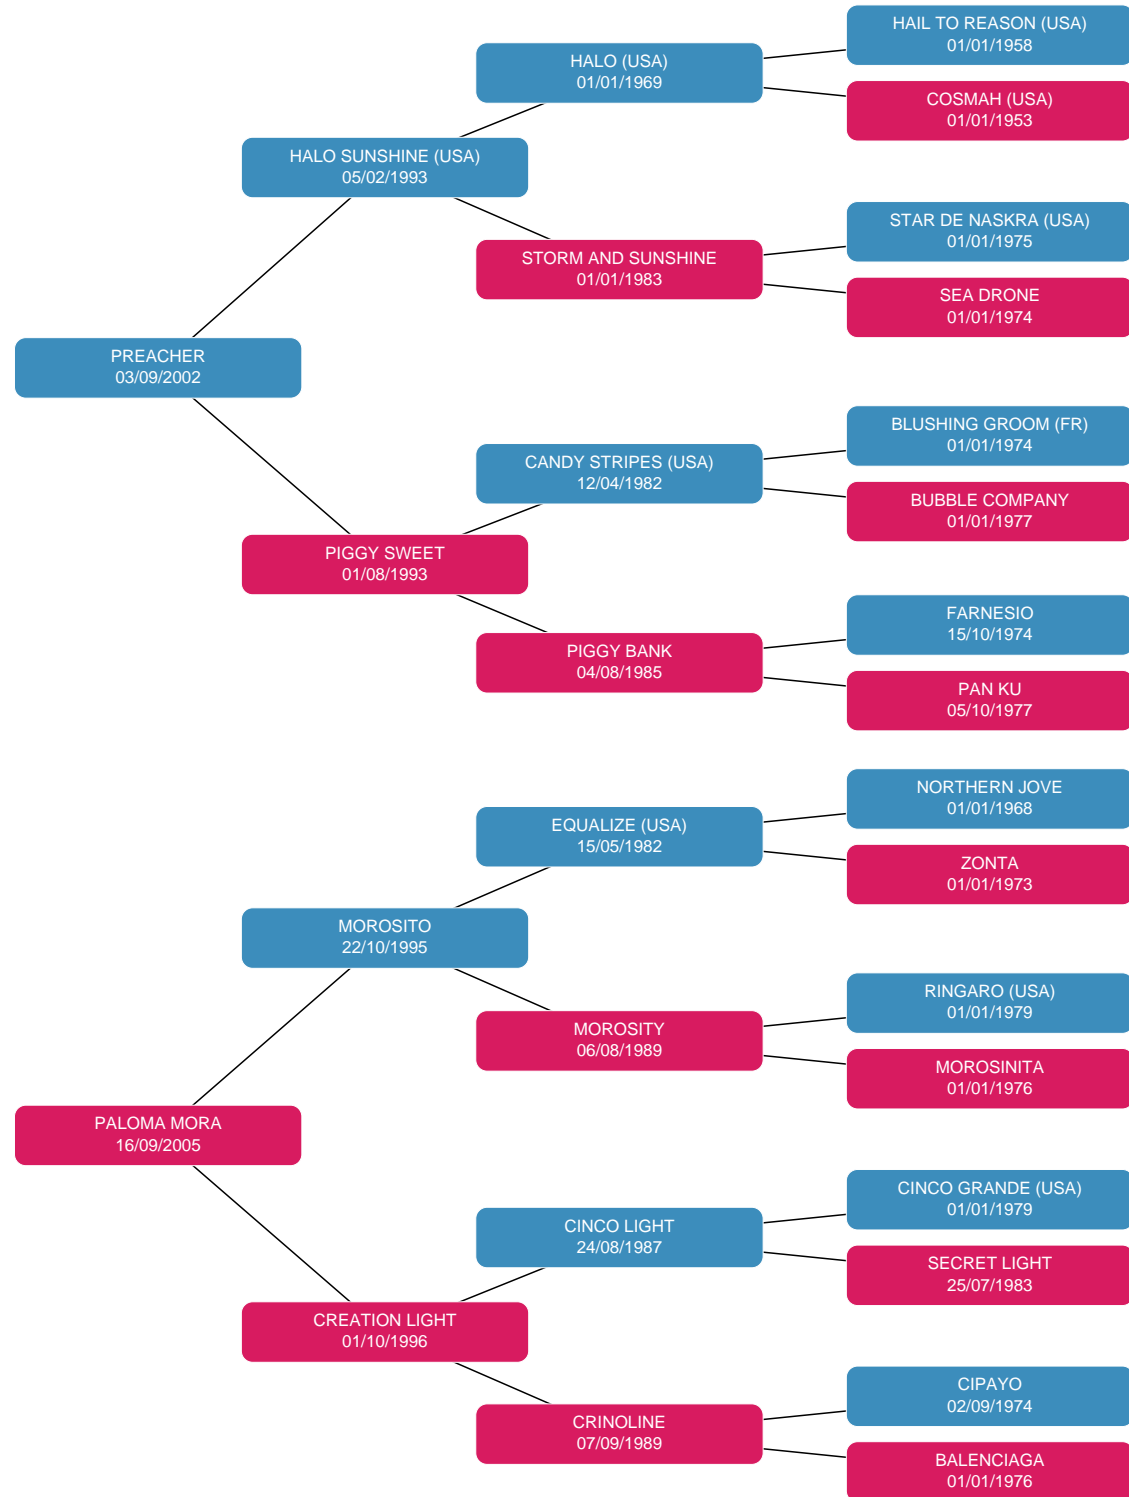 HAIL TO REASON (USA)
01/01/1958
HALO (USA)
01/01/1969
COSMAH (USA)
01/01/1953
HALO SUNSHINE (USA)
05/02/1993
STAR DE NASKRA (USA)
01/01/1975
STORM AND SUNSHINE
01/01/1983
SEA DRONE
01/01/1974
PREACHER
03/09/2002
BLUSHING GROOM (FR)
01/01/1974
CANDY STRIPES (USA)
12/04/1982
BUBBLE COMPANY
01/01/1977
PIGGY SWEET
01/08/1993
FARNESIO
15/10/1974
PIGGY BANK
04/08/1985
PAN KU
05/10/1977
NORTHERN JOVE
01/01/1968
EQUALIZE (USA)
15/05/1982
ZONTA
01/01/1973
MOROSITO
22/10/1995
RINGARO (USA)
01/01/1979
MOROSITY
06/08/1989
MOROSINITA
01/01/1976
PALOMA MORA
16/09/2005
CINCO GRANDE (USA)
01/01/1979
CINCO LIGHT
24/08/1987
SECRET LIGHT
25/07/1983
CREATION LIGHT
01/10/1996
CIPAYO
02/09/1974
CRINOLINE
07/09/1989
BALENCIAGA
01/01/1976